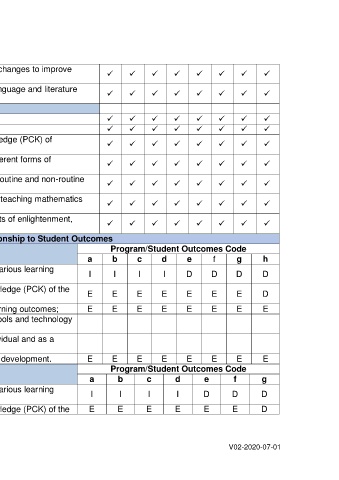 changes to improve ✓ ✓ ✓ ✓ ✓ ✓ ✓ ✓
nguage and literature ✓ ✓ ✓ ✓ ✓ ✓ ✓ ✓
✓ ✓ ✓ ✓ ✓ ✓ ✓ ✓
✓ ✓ ✓ ✓ ✓ ✓ ✓ ✓
edge (PCK) of ✓ ✓ ✓ ✓ ✓ ✓ ✓ ✓
erent forms of ✓ ✓ ✓ ✓ ✓ ✓ ✓ ✓
outine and non-routine ✓ ✓ ✓ ✓ ✓ ✓ ✓ ✓
teaching mathematics ✓ ✓ ✓ ✓ ✓ ✓ ✓ ✓
ts of enlightenment, ✓ ✓ ✓ ✓ ✓ ✓ ✓ ✓
onship to Student Outcomes
Program/Student Outcomes Code
a b c d e f g h
arious learning I I I I D D D D
ledge (PCK) of the E E E E E E E D
rning outcomes; E E E E E E E E
ools and technology
vidual and as a
development. E E E E E E E E
Program/Student Outcomes Code
a b c d e f g
arious learning I I I I D D D
ledge (PCK) of the E E E E E E D
V02-2020-07-01